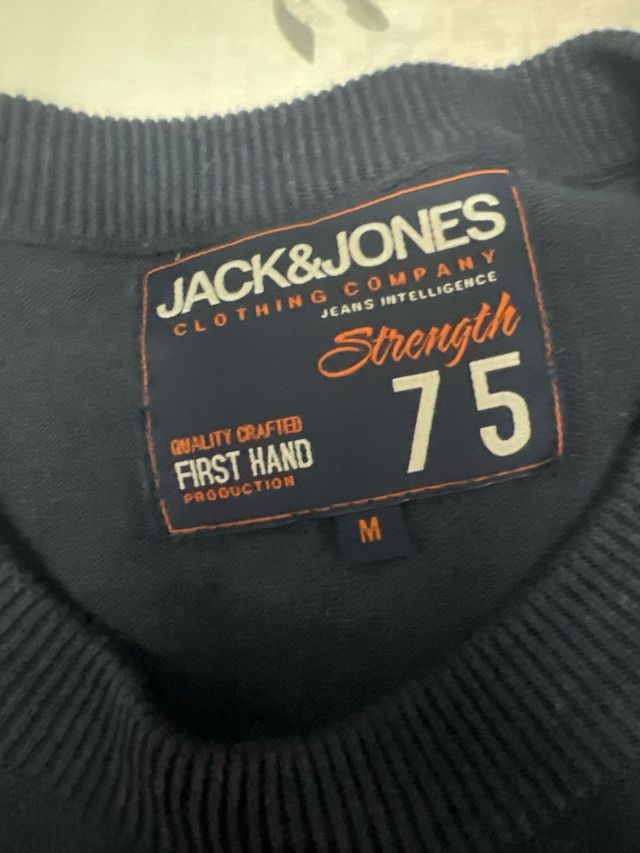 JACK&JONES
CLOTHING COMPANY
JEANS INTELLIGENCE
Strength
75
QUALITY CRAFTED
FIRST HAND
PRODUCTION
M